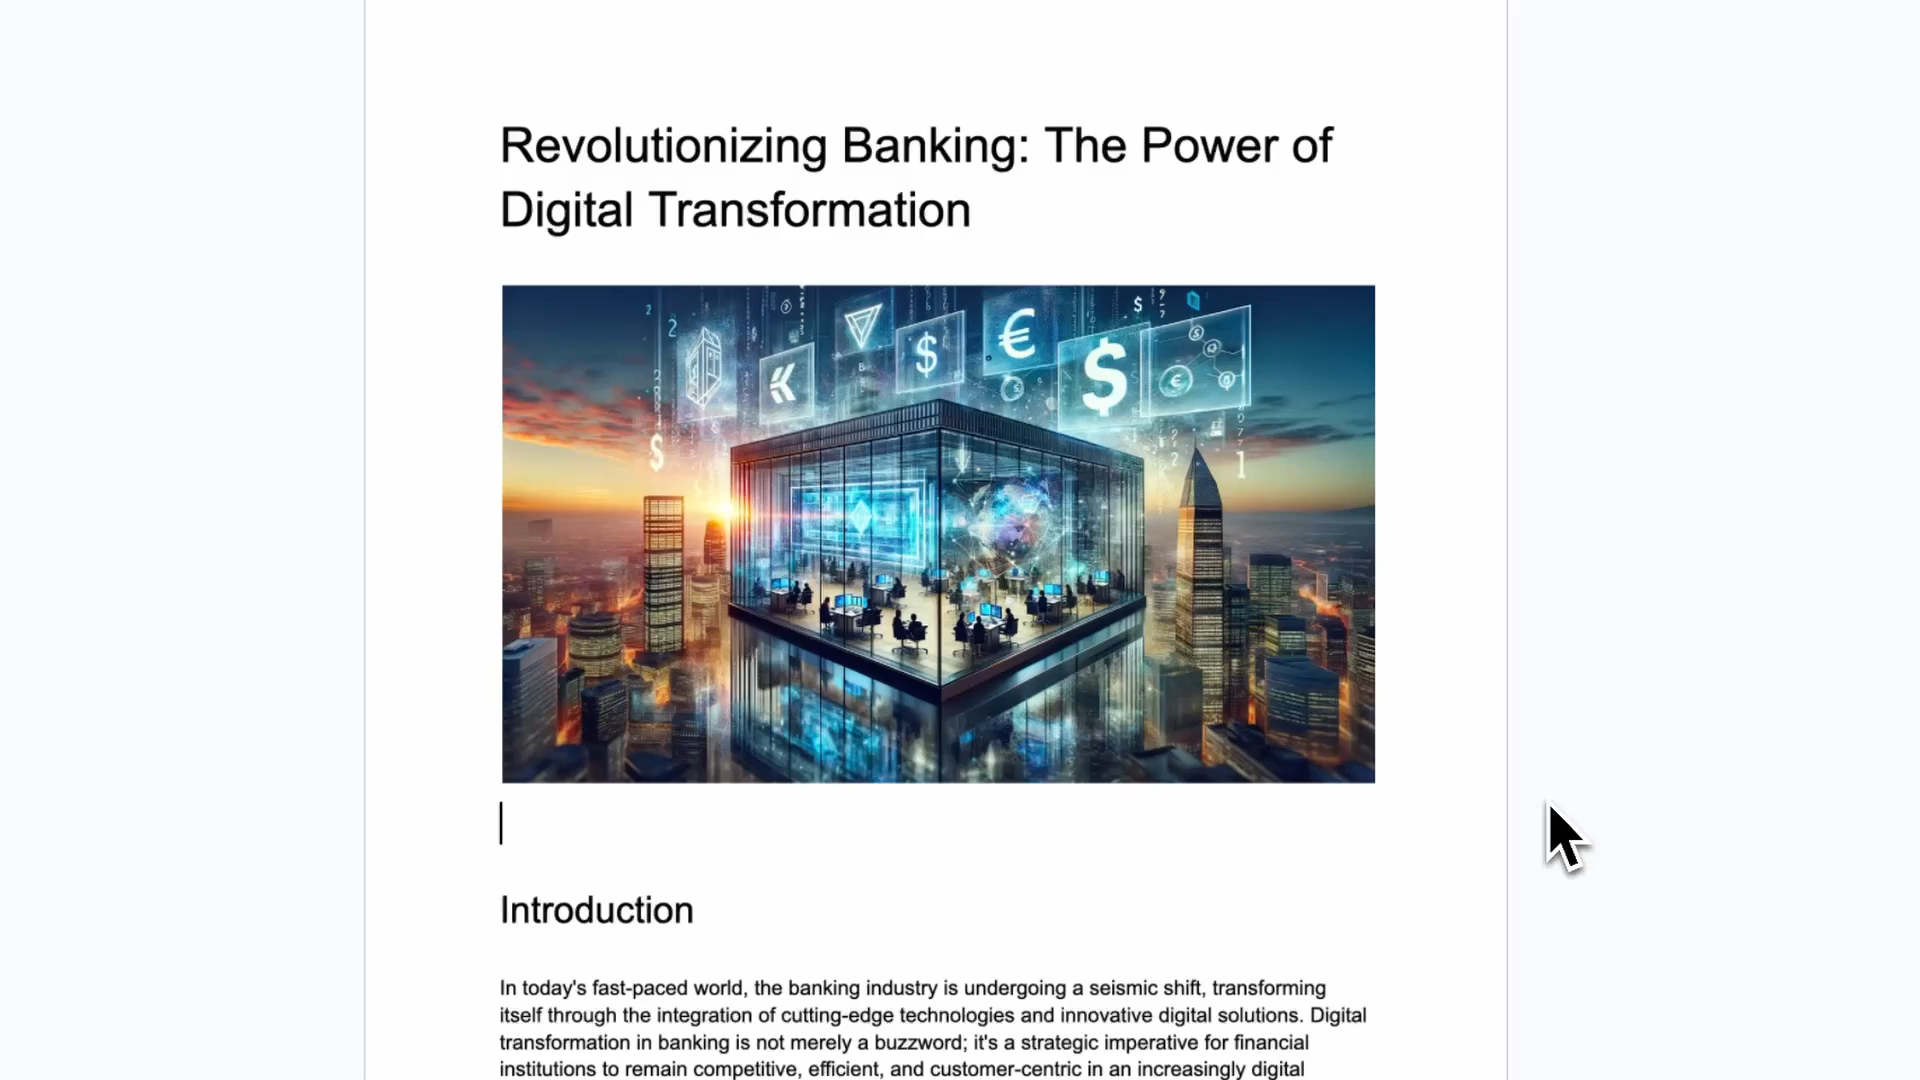 Revolutionizing Banking: The Power of
Digital Transformation
$
€
$
$
Introduction
In today's fast-paced world, the banking industry is undergoing a seismic shift, transforming
itself through the integration of cutting-edge technologies and innovative digital solutions. Digital
transformation in banking is not merely a buzzword; it's a strategic imperative for financial
institutions to remain competitive, efficient, and customer-centric in an increasingly digital